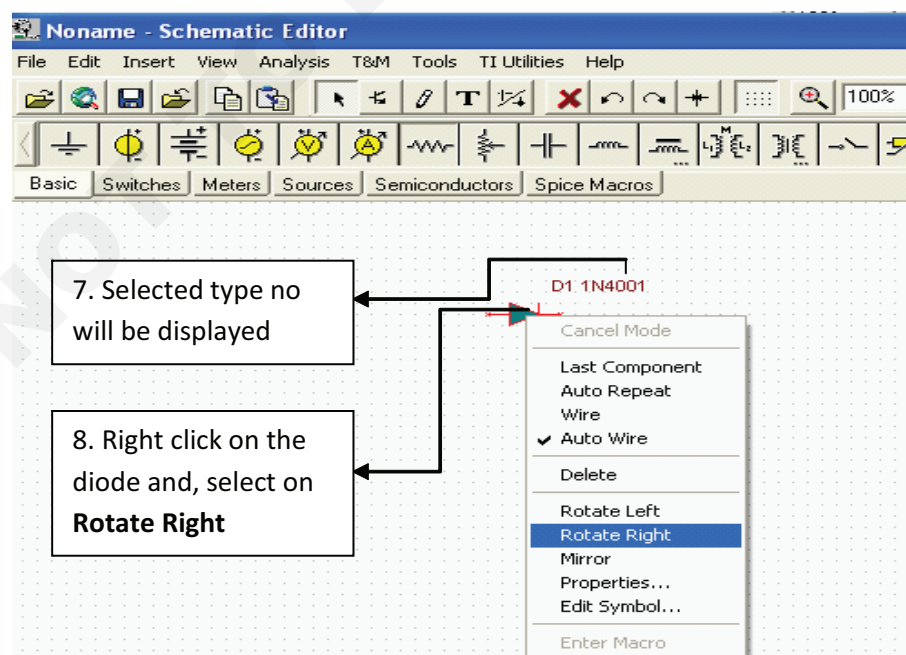 Noname - Schematic Editor
File Edit Insert View Analysis T&M Tools TI Utilities Help
T 100%
Basic Switches Meters Sources Semiconductors Spice Macros
7. Selected type no
will be displayed
D1 1N4001
Cancel Mode
Last Component
Auto Repeat
Wire
Auto Wire
Delete
8. Right click on the
diode and, select on
Rotate Right
Rotate Left
Rotate Right
Mirror
Properties...
Edit Symbol...
Enter Macro
NOT TO